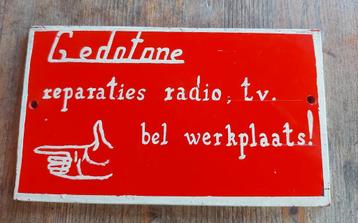 Gedotone
reparaties radio, t.v.
bel werkplaats!